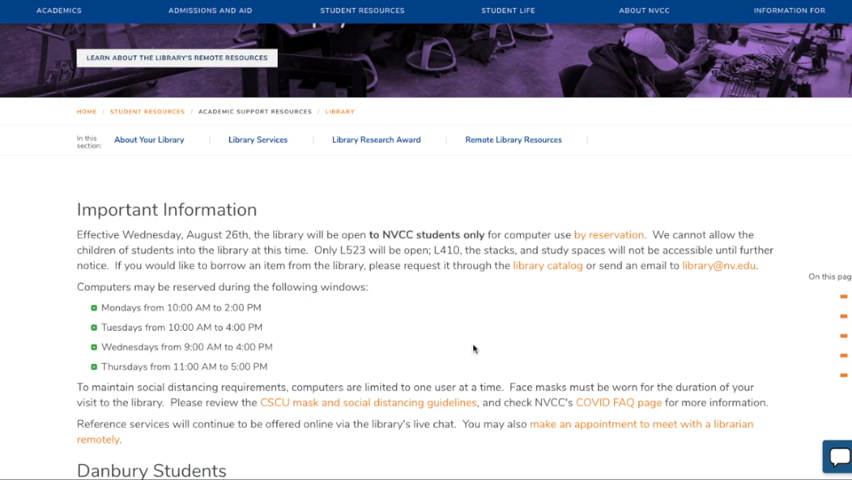 ACADEMICS ADMISSIONS AND AID STUDENT RESOURCES STUDENT LIFE ABOUT NVCC INFORMATION FOR
LEARN ABOUT THE LIBRARY'S REMOTE RESOURCES
HOME / STUDENT RESOURCES / ACADEMIC SUPPORT RESOURCES / LIBRARY
In this section: About Your Library | Library Services | Library Research Award | Remote Library Resources |
Important Information
Effective Wednesday, August 26th, the library will be open to NVCC students only for computer use by reservation. We cannot allow the
children of students into the library at this time. Only L523 will be open; L410, the stacks, and study spaces will not be accessible until further
notice. If you would like to borrow an item from the library, please request it through the library catalog or send an email to library@nv.edu.
On this pag
Computers may be reserved during the following windows:
Mondays from 10:00 AM to 2:00 PM
Tuesdays from 10:00 AM to 4:00 PM
Wednesdays from 9:00 AM to 4:00 PM
Thursdays from 11:00 AM to 5:00 PM
To maintain social distancing requirements, computers are limited to one user at a time. Face masks must be worn for the duration of your
visit to the library. Please review the CSCU mask and social distancing guidelines, and check NVCC's COVID FAQ page for more information.
Reference services will continue to be offered online via the library's live chat. You may also make an appointment to meet with a librarian
remotely.
Danbury Students